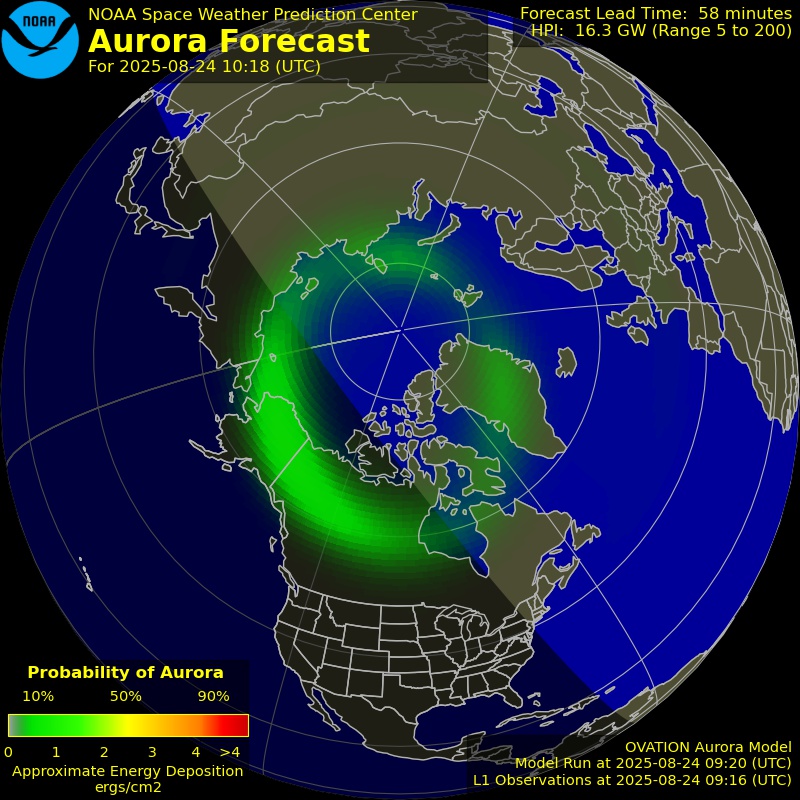 NOAA
NOAA Space Weather Prediction Center
Aurora Forecast
For 2025-08-24 10:18 (UTC)
Forecast Lead Time: 58 minutes
HPI: 16.3 GW (Range 5 to 200)
Probability of Aurora
10% 50% 90%
0 1 2 3 4 >4
Approximate Energy Deposition
ergs/cm2
OVATION Aurora Model
Model Run at 2025-08-24 09:20 (UTC)
L1 Observations at 2025-08-24 09:16 (UTC)